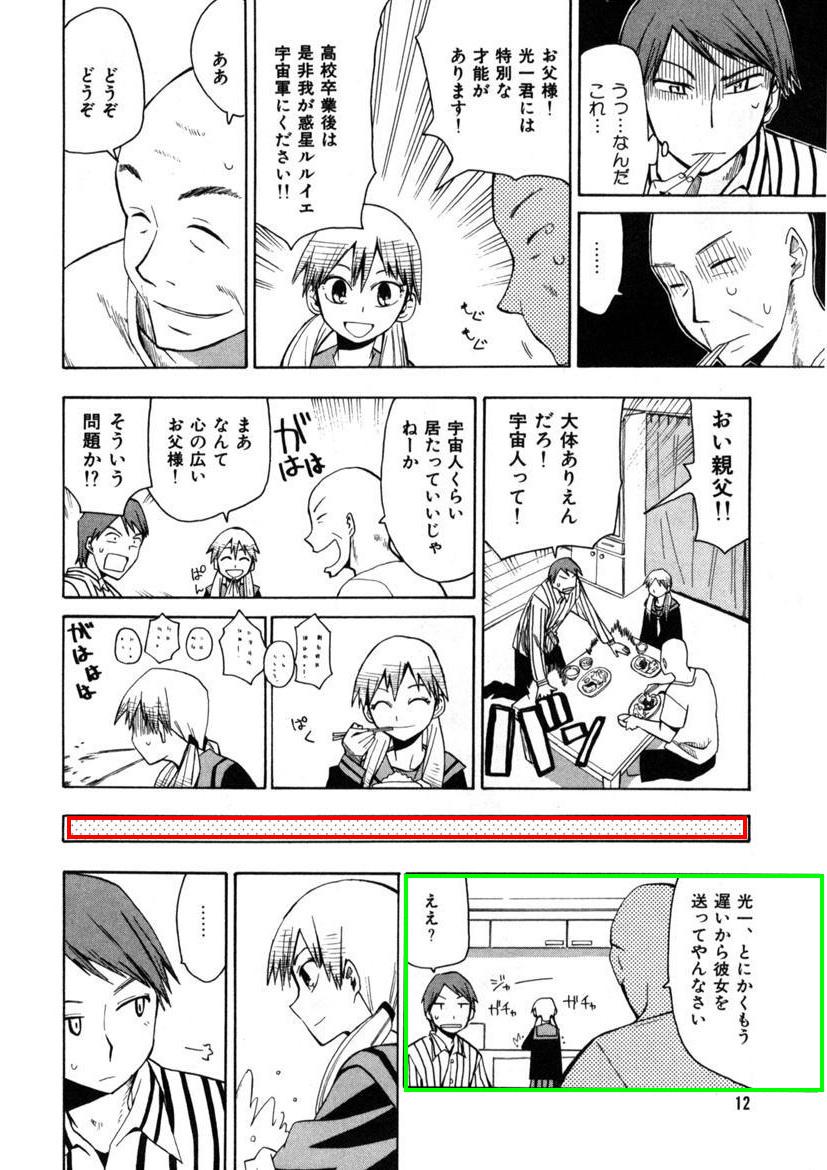 うっ…なんだ
これ…
……
お父様！
光一君には
特別な
才能が
あります！
高校卒業後は
是非我が惑星ルルイエ
宇宙軍にください!!
もじ
もじ
ああ
どうぞ
どうぞ
おい親父!!
大体ありえん
だろ！
宇宙人って！
バンッ
宇宙人くらい
居たっていいじゃ
ねーか
がはは
まあ
なんて
心の広い
お父様！
ぱん
そういう
問題か!?
ぱく
がははは
光一、とにかくもう
遅いから彼女を
送ってやんなさい
ジャー
ガチャ
ガチャ
ええ？
……
12